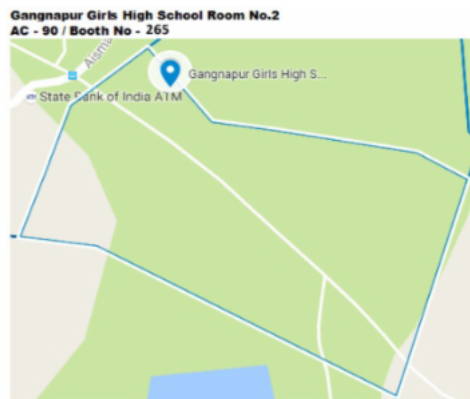 Gangnapur Girls High School Room No.2
AC - 90 / Booth No - 265
Aisma
Gangnapur Girls High S...
State Bank of India ATM